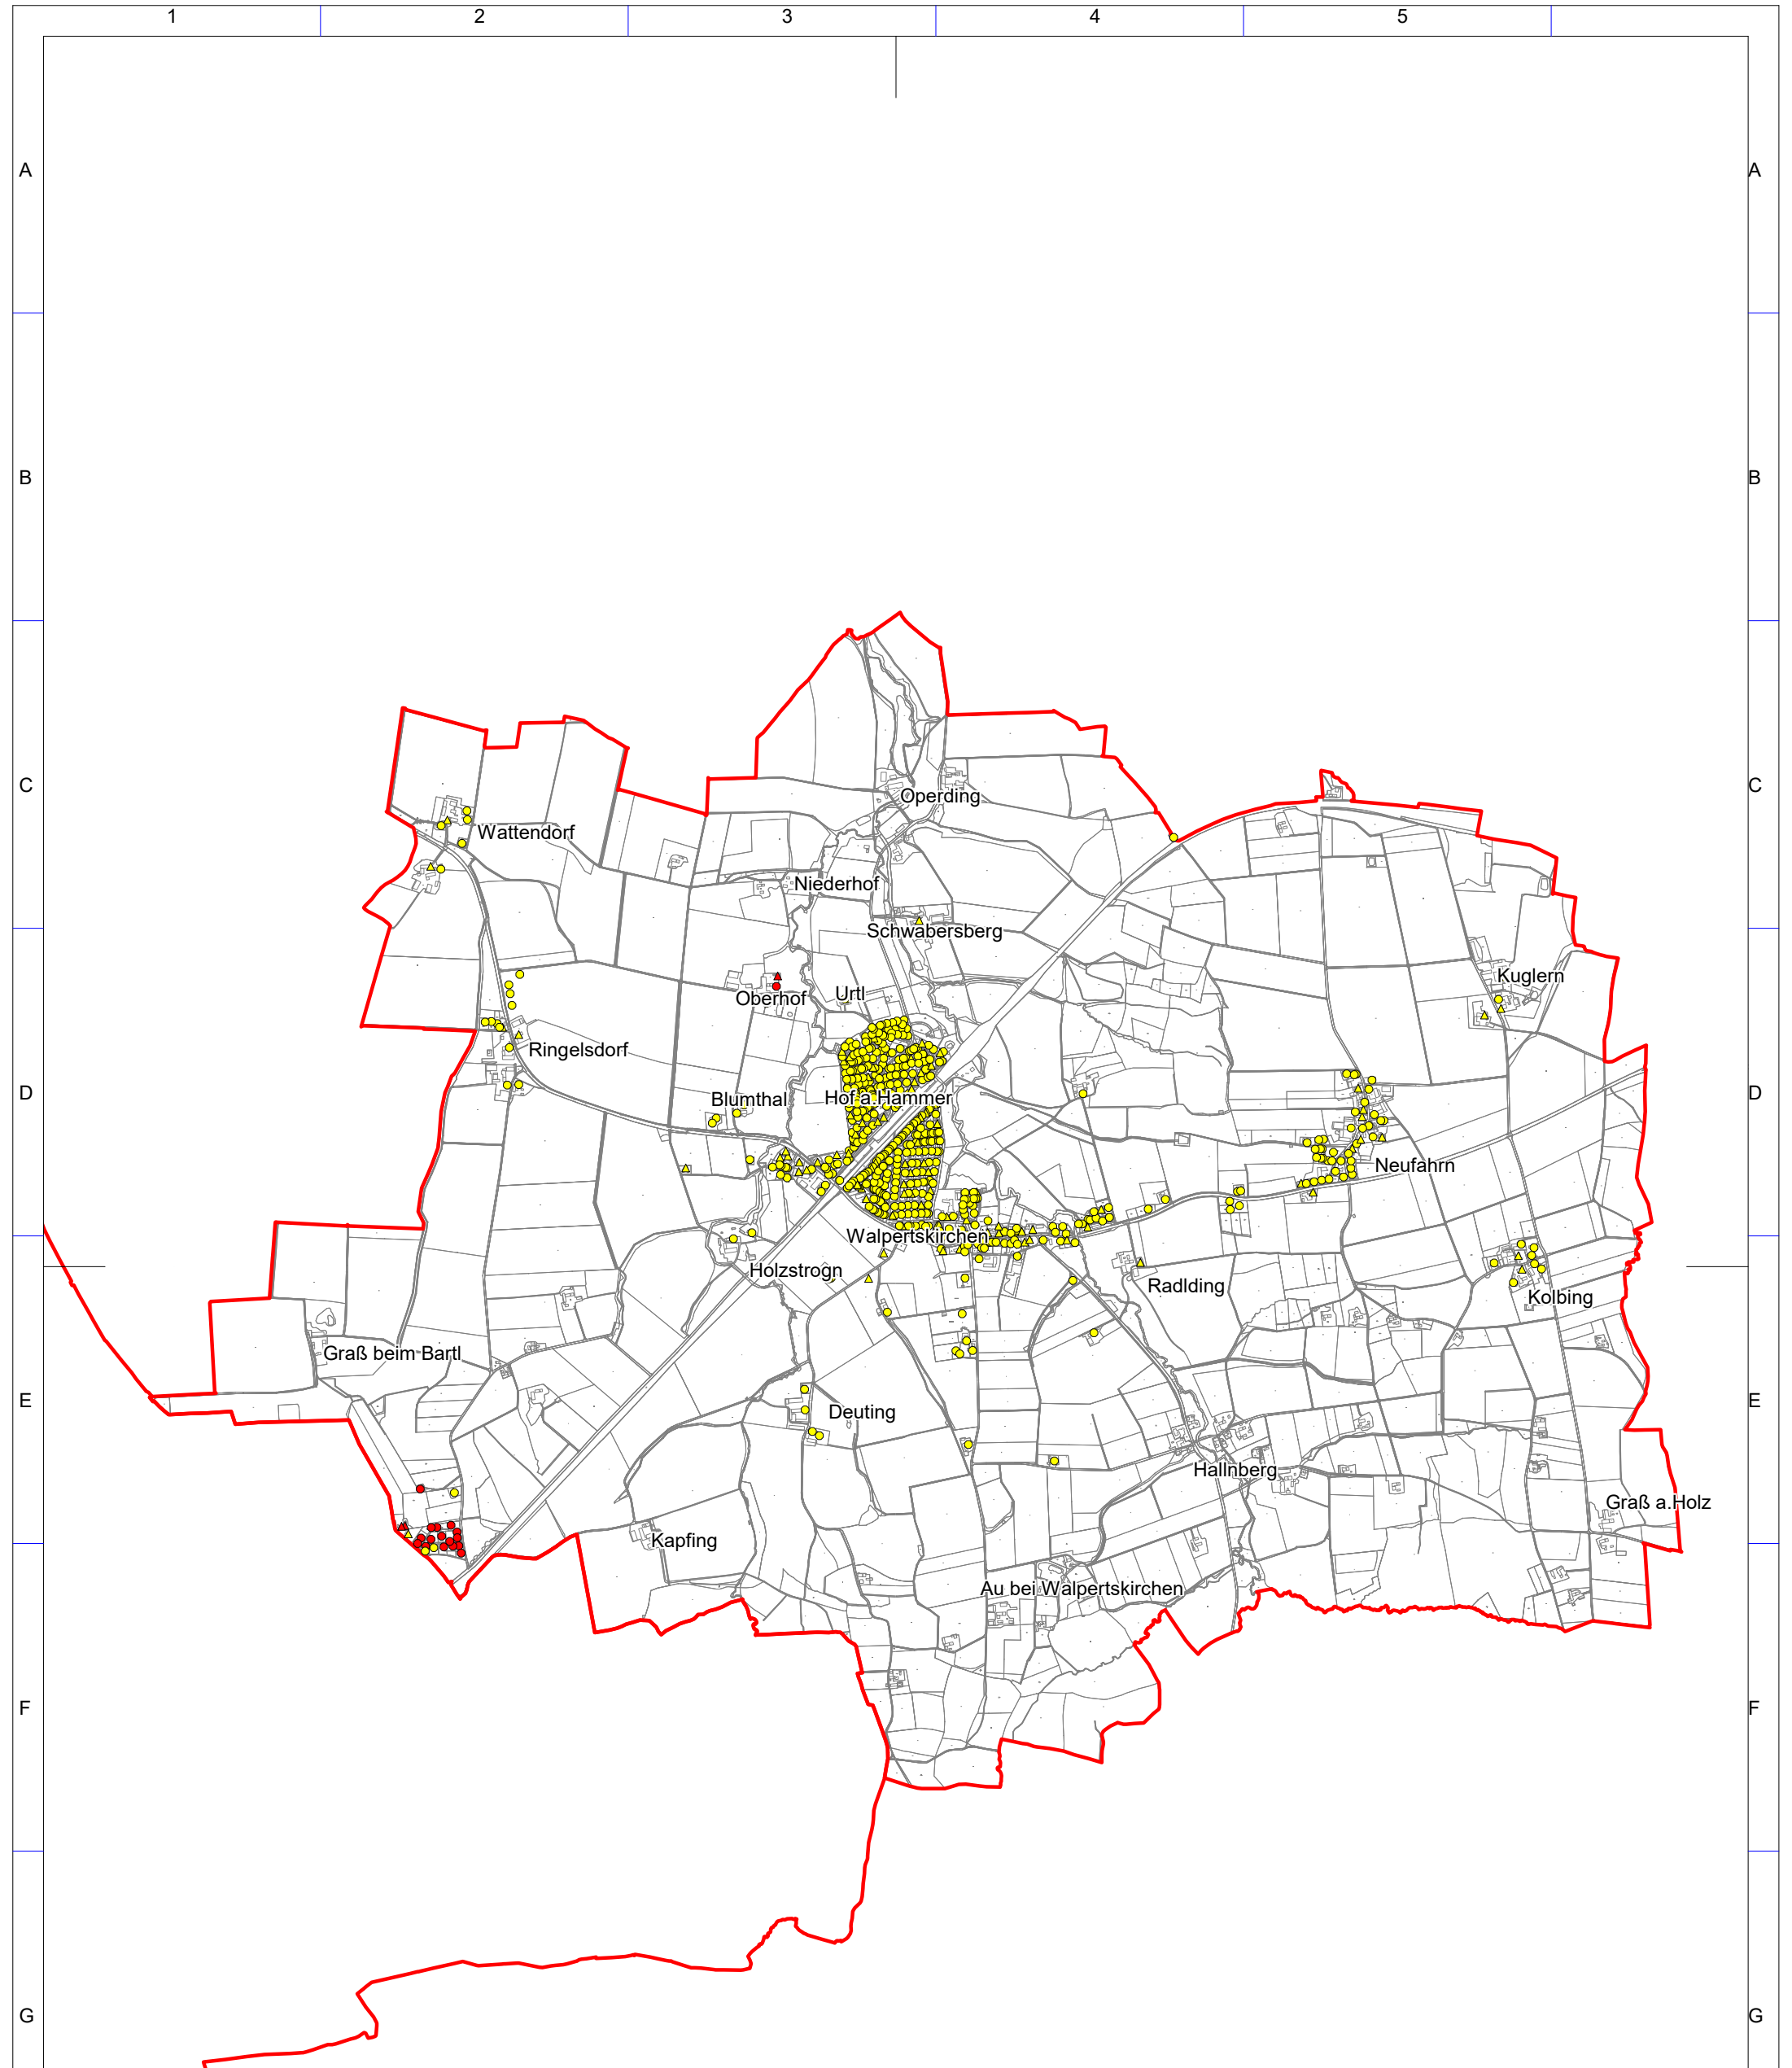 1 2 3 4 5
A A
B B
Operding
C C
Wattendorf
Niederhof
Schwabersberg
Kuglern
Oberhof
Urtl
Ringelsdorf
D D
Blumthal
Hof a.Hammer
Neufahrn
Walpertskirchen
Holzstrogn
Radlding
Kolbing
Graß beim Bartl
E E
Deuting
Hallnberg
Graß a.Holz
Kapfing
Au bei Walpertskirchen
F F
G G